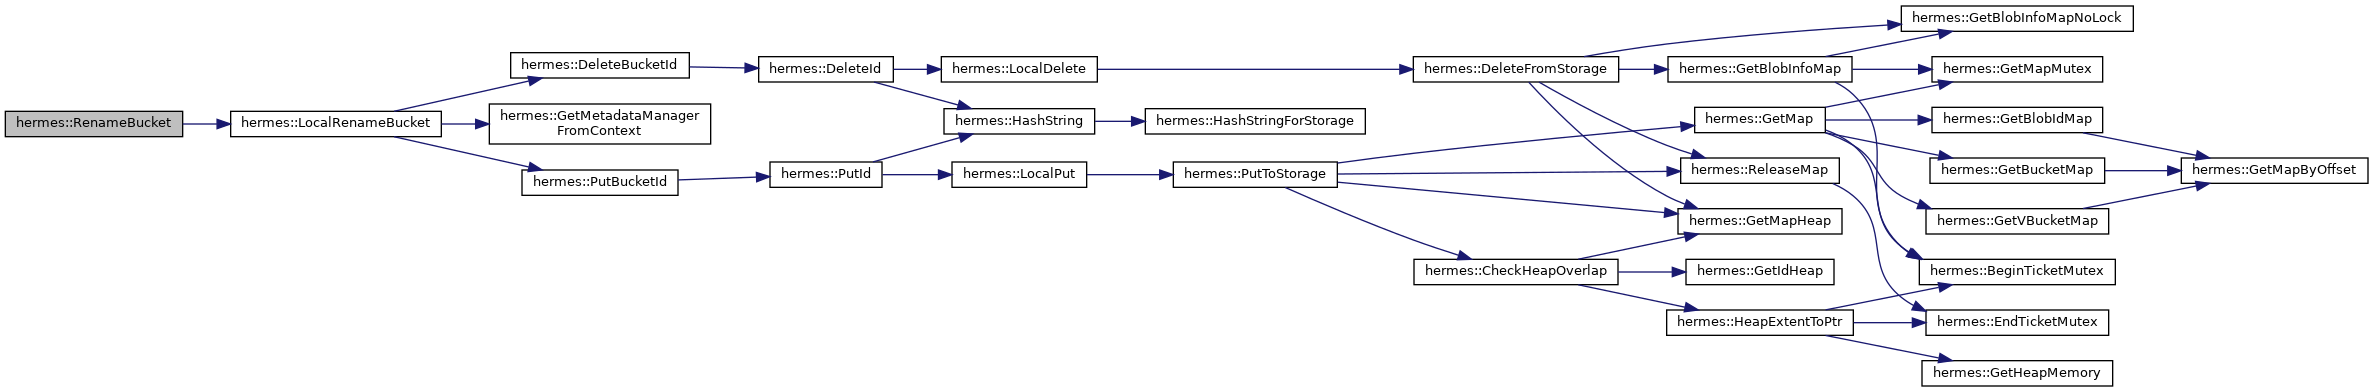 hermes::RenameBucket
hermes::LocalRenameBucket
hermes::DeleteBucketId
hermes::GetMetadataManager
FromContext
hermes::PutBucketId
hermes::DeleteId
hermes::PutId
hermes::LocalDelete
hermes::HashString
hermes::LocalPut
hermes::HashStringForStorage
hermes::PutToStorage
hermes::DeleteFromStorage
hermes::CheckHeapOverlap
hermes::GetBlobInfoMap
hermes::GetMap
hermes::ReleaseMap
hermes::GetMapHeap
hermes::GetIdHeap
hermes::HeapExtentToPtr
hermes::GetBlobInfoMapNoLock
hermes::GetMapMutex
hermes::GetBlobIdMap
hermes::GetBucketMap
hermes::GetVBucketMap
hermes::BeginTicketMutex
hermes::EndTicketMutex
hermes::GetHeapMemory
hermes::GetMapByOffset